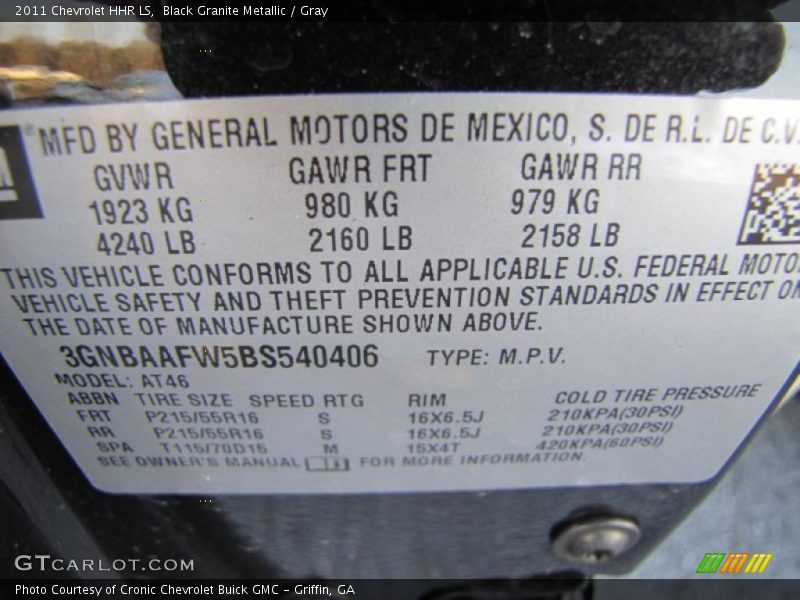 2011 Chevrolet HHR LS, Black Granite Metallic / Gray
MFD BY GENERAL MOTORS DE MEXICO, S. DE R.L. DE C.V.
GVWR GAWR FRT GAWR RR
1923 KG 980 KG 979 KG
4240 LB 2160 LB 2158 LB
THIS VEHICLE CONFORMS TO ALL APPLICABLE U.S. FEDERAL MOTO
VEHICLE SAFETY AND THEFT PREVENTION STANDARDS IN EFFECT ON
THE DATE OF MANUFACTURE SHOWN ABOVE.
3GNBAAFW5BS540406 TYPE: M.P.V.
MODEL: AT46
ABBN TIRE SIZE SPEED RTG RIM COLD TIRE PRESSURE
FRT P215/55R16 S 16X6.5J 210KPA(30PSI)
RR P215/55R16 S 16X6.5J 210KPA(30PSI)
SPA T115/70D15 M 15X4T 420KPA(60PSI)
SEE OWNER'S MANUAL FOR MORE INFORMATION.
GTCARLOT.COM
Photo Courtesy of Cronic Chevrolet Buick GMC – Griffin, GA